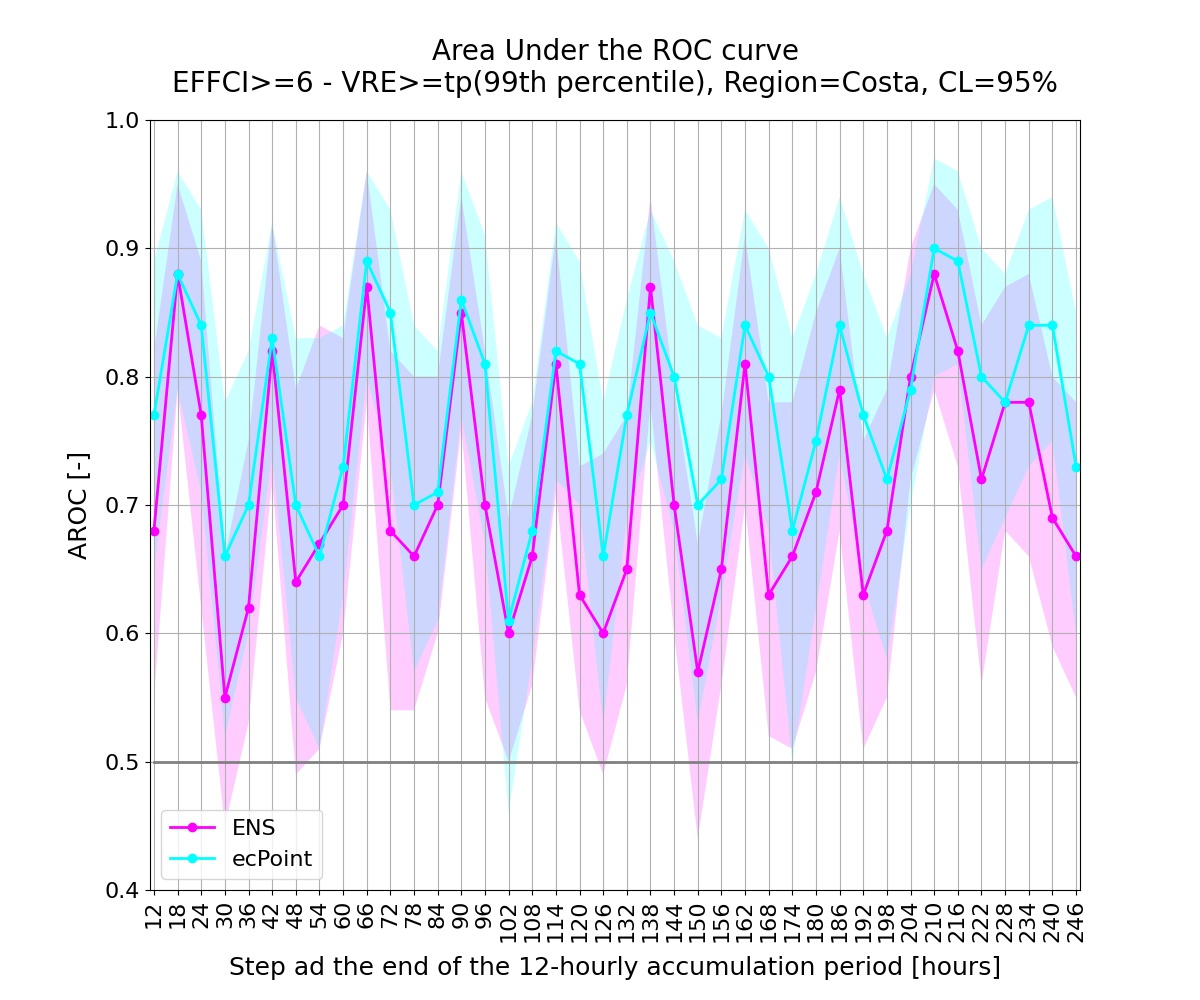 Area Under the ROC curve
EFFCI>=6 - VRE>=tp(99th percentile), Region=Costa, CL=95%
1.0
0.9
0.8
0.7
0.6
0.5
0.4
AROC [-]
ENS
ecPoint
12 18 24 30 36 42 48 54 60 66 72 78 84 90 96 102 108 114 120 126 132 138 144 150 156 162 168 174 180 186 192 198 204 210 216 222 228 234 240 246
Step ad the end of the 12-hourly accumulation period [hours]